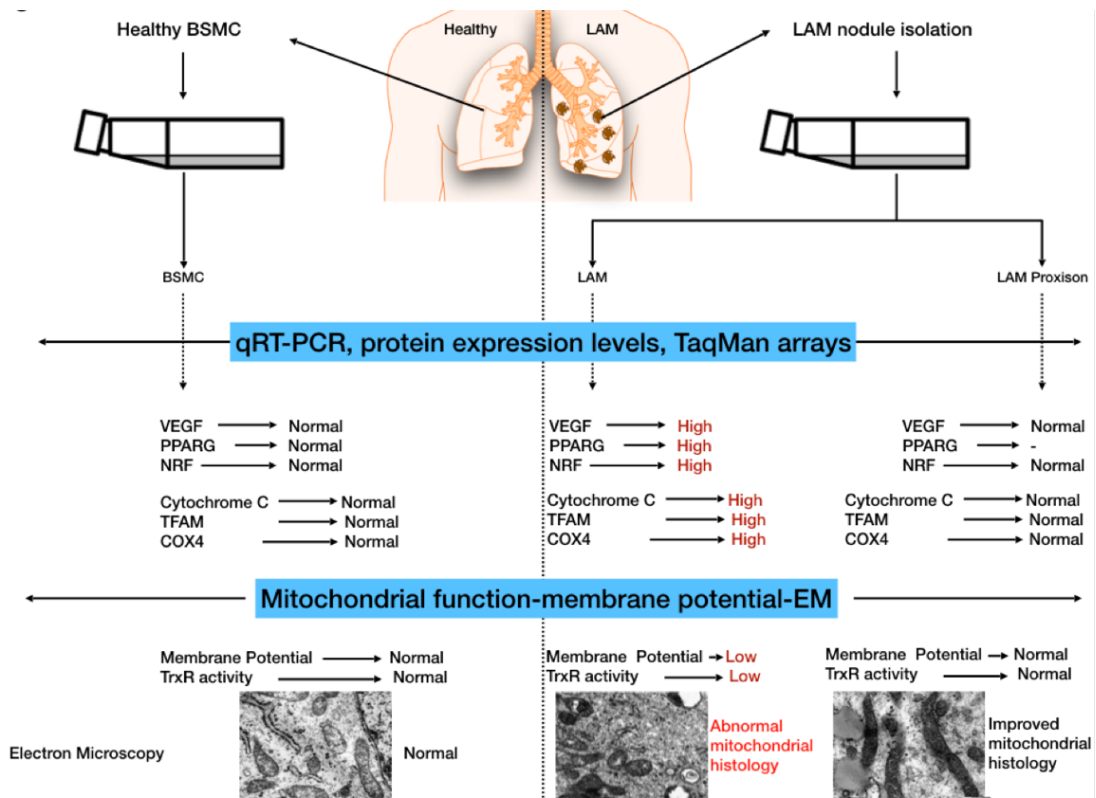 Healthy BSMC
Healthy
LAM
LAM nodule isolation
BSMC
LAM
LAM Proxison
qRT-PCR, protein expression levels, TaqMan arrays
VEGF Normal
PPARG Normal
NRF Normal
Cytochrome C Normal
TFAM Normal
COX4 Normal
VEGF High
PPARG High
NRF High
Cytochrome C High
TFAM High
COX4 High
VEGF Normal
PPARG -
NRF Normal
Cytochrome C Normal
TFAM Normal
COX4 Normal
Mitochondrial function-membrane potential-EM
Membrane Potential Normal
TrxR activity Normal
Membrane Potential Low
TrxR activity Low
Membrane Potential Normal
TrxR activity Normal
Electron Microscopy
Normal
Abnormal
mitochondrial
histology
Improved
mitochondrial
histology